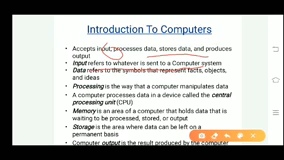 Introduction To Computers
• Accepts input, processes data, stores data, and produces
output
• Input refers to whatever is sent to a Computer system
• Data refers to the symbols that represent facts, objects,
and ideas
• Processing is the way that a computer manipulates data
• A computer processes data in a device called the central
processing unit (CPU)
• Memory is an area of a computer that holds data that is
waiting to be processed, stored, or output
• Storage is the area where data can be left on a
permanent basis
• Computer output is the result produced by the computer